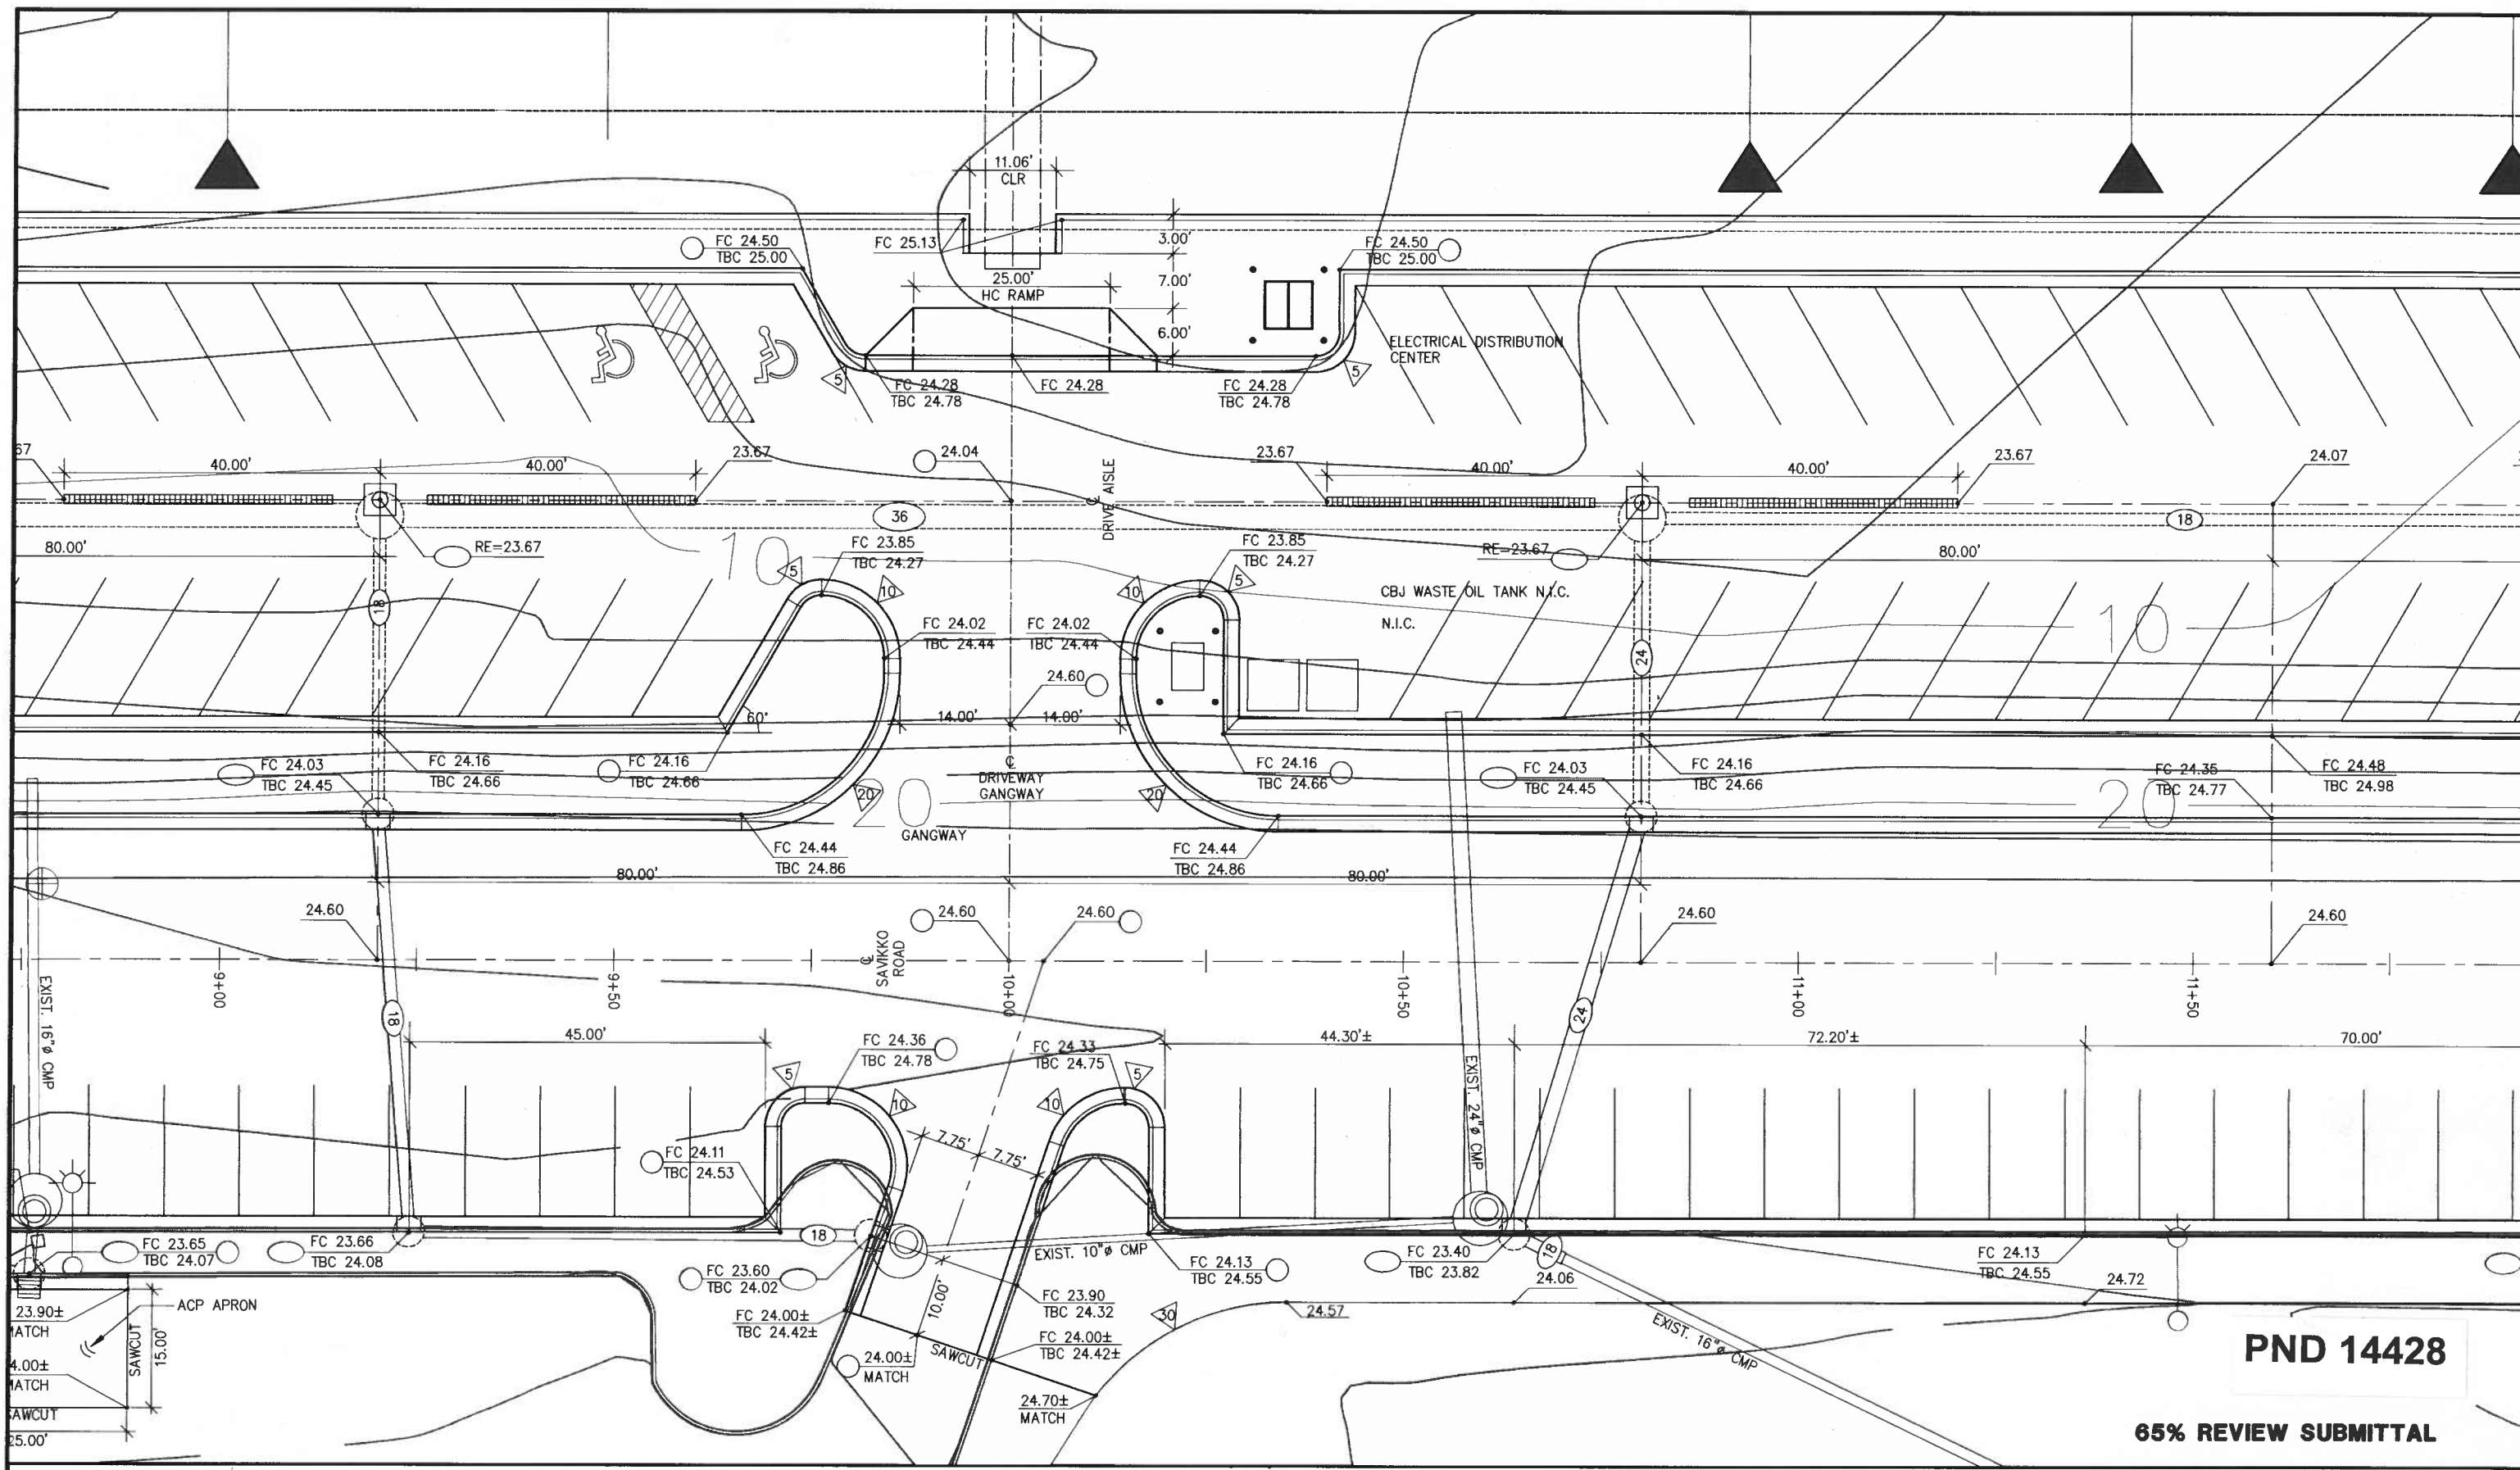 11.06'
CLR
FC 24.50
TBC 25.00
FC 25.13
3.00'
FC 24.50
TBC 25.00
25.00'
HC RAMP
7.00'
6.00'
ELECTRICAL DISTRIBUTION
CENTER
5
FC 24.28
TBC 24.78
FC 24.28
FC 24.28
TBC 24.78
5
67
40.00'
40.00'
23.67
24.04
DRIVE AISLE
23.67
40.00'
40.00'
23.67
24.07
36
18
80.00'
RE=23.67
10
FC 23.85
TBC 24.27
FC 23.85
TBC 24.27
RE=23.67
80.00'
5
10
10
5
CBJ WASTE OIL TANK N.I.C.
N.I.C.
18
FC 24.02
TBC 24.44
FC 24.02
TBC 24.44
24
10
24.60
60°
14.00'
14.00'
FC 24.03
TBC 24.45
FC 24.16
TBC 24.66
FC 24.16
TBC 24.66
℄
DRIVEWAY
GANGWAY
FC 24.16
TBC 24.66
FC 24.03
TBC 24.45
FC 24.16
TBC 24.66
FC 24.35
TBC 24.77
FC 24.48
TBC 24.98
20
20
20
20
GANGWAY
FC 24.44
TBC 24.86
FC 24.44
TBC 24.86
80.00'
80.00'
24.60
24.60
24.60
24.60
24.60
℄
SAVIKKO
ROAD
9+00
9+50
10+00
10+50
11+00
11+50
EXIST. 16"ø CMP
18
24
45.00'
FC 24.36
TBC 24.78
FC 24.33
TBC 24.75
44.30'±
72.20'±
70.00'
5
10
10
5
EXIST. 24"ø CMP
7.75'
7.75'
FC 24.11
TBC 24.53
18
FC 23.65
TBC 24.07
FC 23.66
TBC 24.08
EXIST. 10"ø CMP
FC 23.60
TBC 24.02
FC 24.13
TBC 24.55
FC 23.40
TBC 23.82
18
FC 24.13
TBC 24.55
24.06
24.72
10.00'
FC 23.90
TBC 24.32
24.57
30
ACP APRON
23.90±
MATCH
SAWCUT
15.00'
FC 24.00±
TBC 24.42±
SAWCUT
FC 24.00±
TBC 24.42±
24.00±
MATCH
EXIST. 16"ø CMP
4.00±
MATCH
24.70±
MATCH
SAWCUT
25.00'
PND 14428
65% REVIEW SUBMITTAL